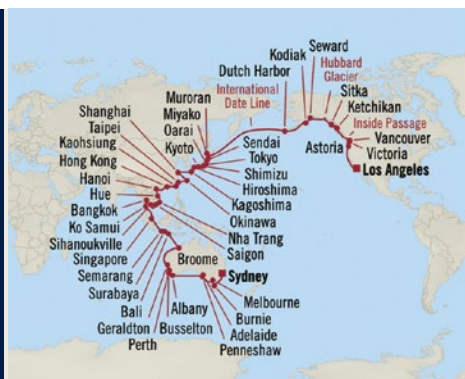 Seward
Kodiak
Hubbard
Glacier
Dutch Harbor
Sitka
International
Date Line
Ketchikan
Inside Passage
Vancouver
Astoria
Victoria
Los Angeles
Muroran
Miyako
Oarai
Kyoto
Shanghai
Taipei
Kaohsiung
Hong Kong
Hanoi
Hue
Bangkok
Ko Samui
Sihanoukville
Singapore
Semarang
Surabaya
Bali
Geraldton
Perth
Sendai
Tokyo
Shimizu
Hiroshima
Kagoshima
Okinawa
Nha Trang
Saigon
Broome
Sydney
Albany
Busselton
Melbourne
Burnie
Adelaide
Penneshaw